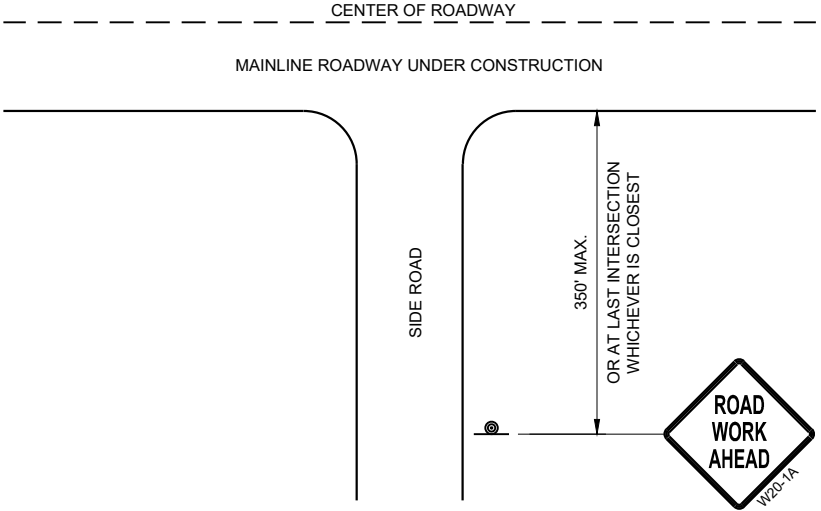 CENTER OF ROADWAY
MAINLINE ROADWAY UNDER CONSTRUCTION
SIDE ROAD
350' MAX.
OR AT LAST INTERSECTION
WHICHEVER IS CLOSEST
ROAD
WORK
AHEAD
W20-1A